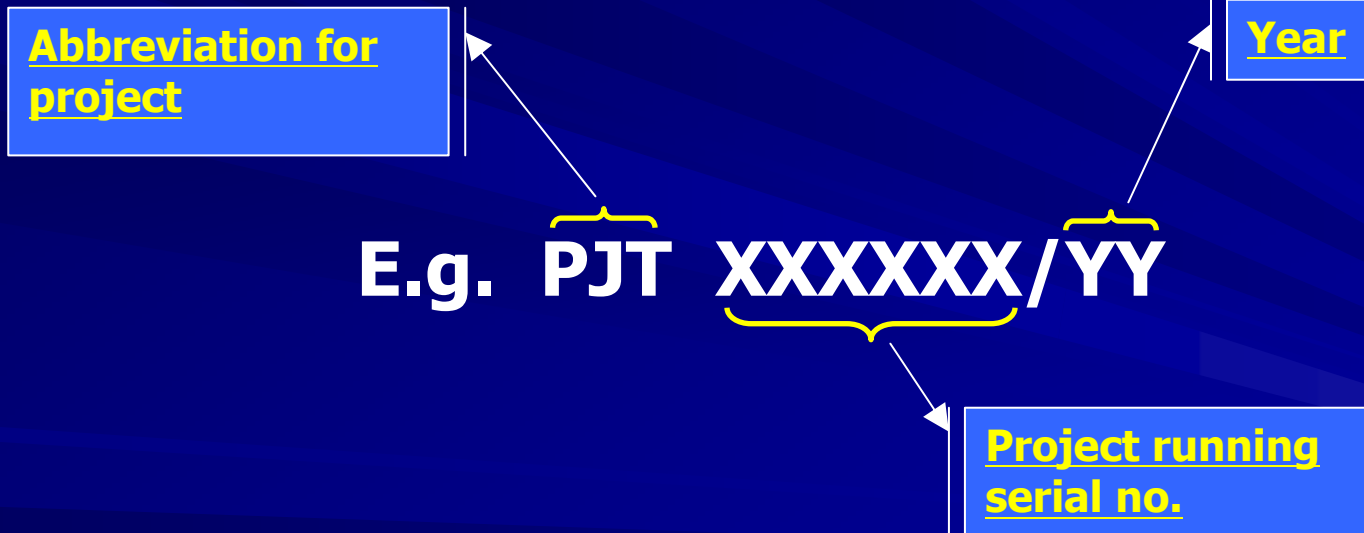 Abbreviation for
project
Year
E.g. PJT XXXXXX/YY
Project running
serial no.